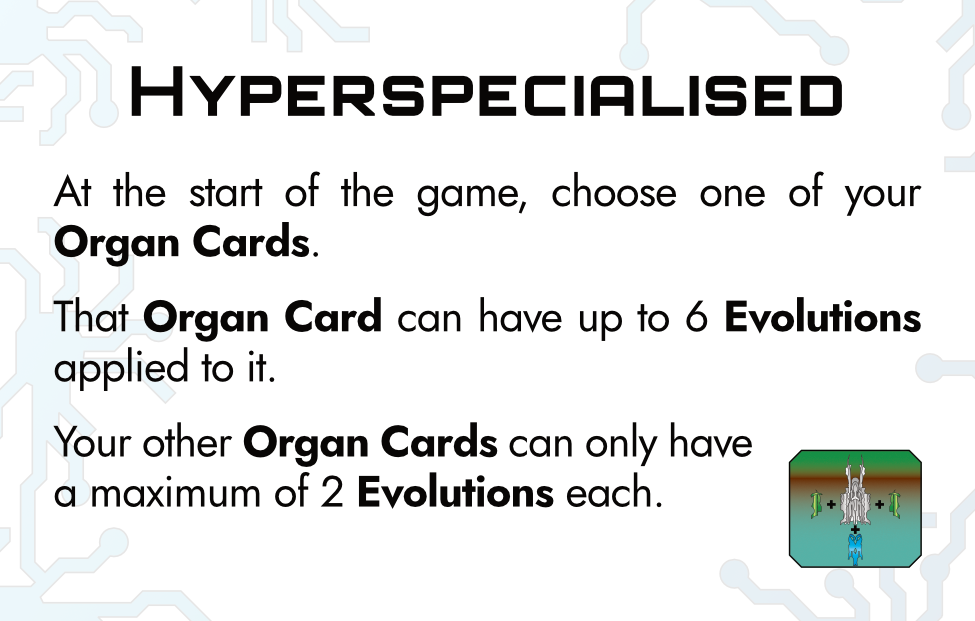 Hyperspecialised
At the start of the game, choose one of your
Organ Cards.
That Organ Card can have up to 6 Evolutions
applied to it.
Your other Organ Cards can only have
a maximum of 2 Evolutions each.
+ +
+